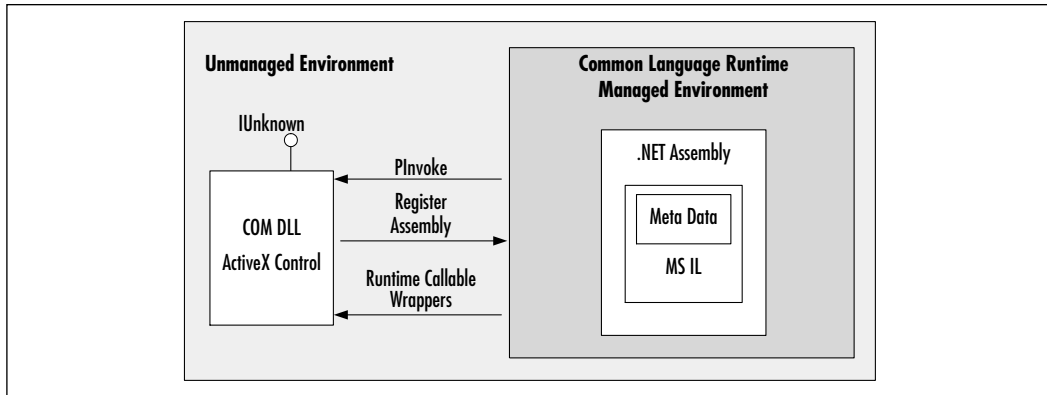 Unmanaged Environment
Common Language Runtime
Managed Environment
IUnknown
.NET Assembly
PInvoke
Register
Assembly
COM DLL
ActiveX Control
Meta Data
MS IL
Runtime Callable
Wrappers